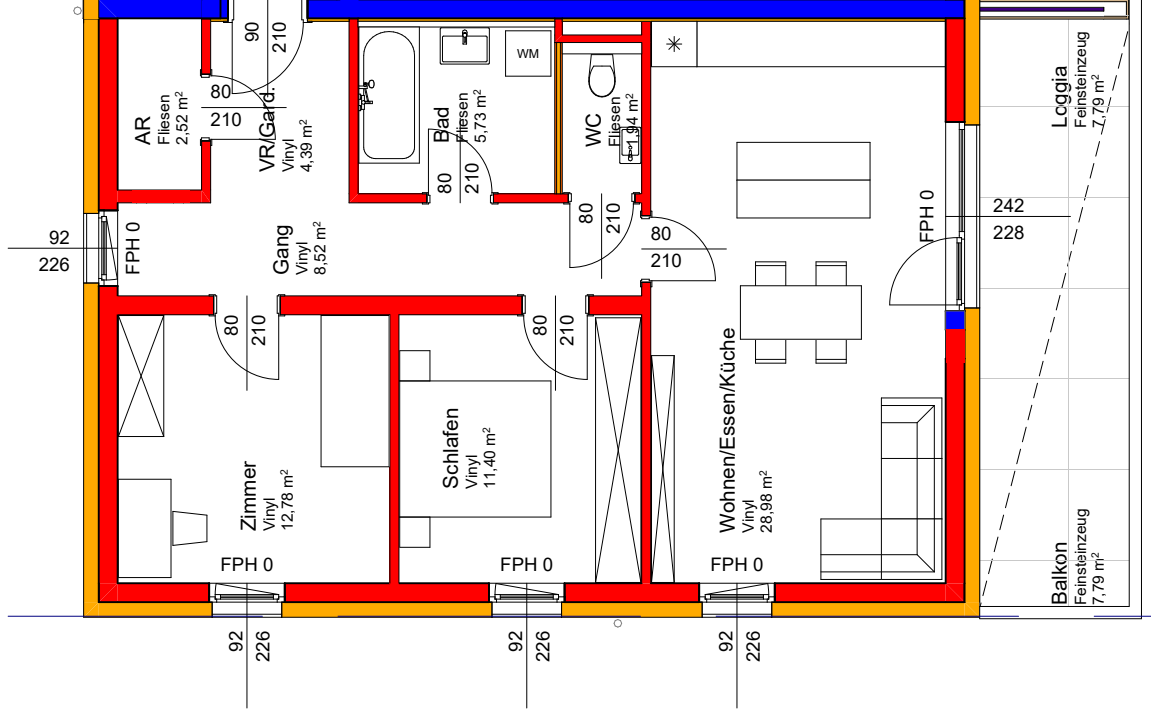 90
210
AR
Fliesen
2,52 m²
80
210
VR/Gard.
Vinyl
4,39 m²
Bad
Fliesen
5,73 m²
WM
80
210
WC
Fliesen
1,94 m²
80
210
80
210
92
226
FPH 0
Gang
Vinyl
8,52 m²
80
210
80
210
Zimmer
Vinyl
12,78 m²
FPH 0
Schlafen
Vinyl
11,40 m²
FPH 0
Wohnen/Essen/Küche
Vinyl
28,98 m²
FPH 0
FPH 0
242
228
Loggia
Feinsteinzeug
7,79 m²
Balkon
Feinsteinzeug
7,79 m²
92
226
92
226
92
226